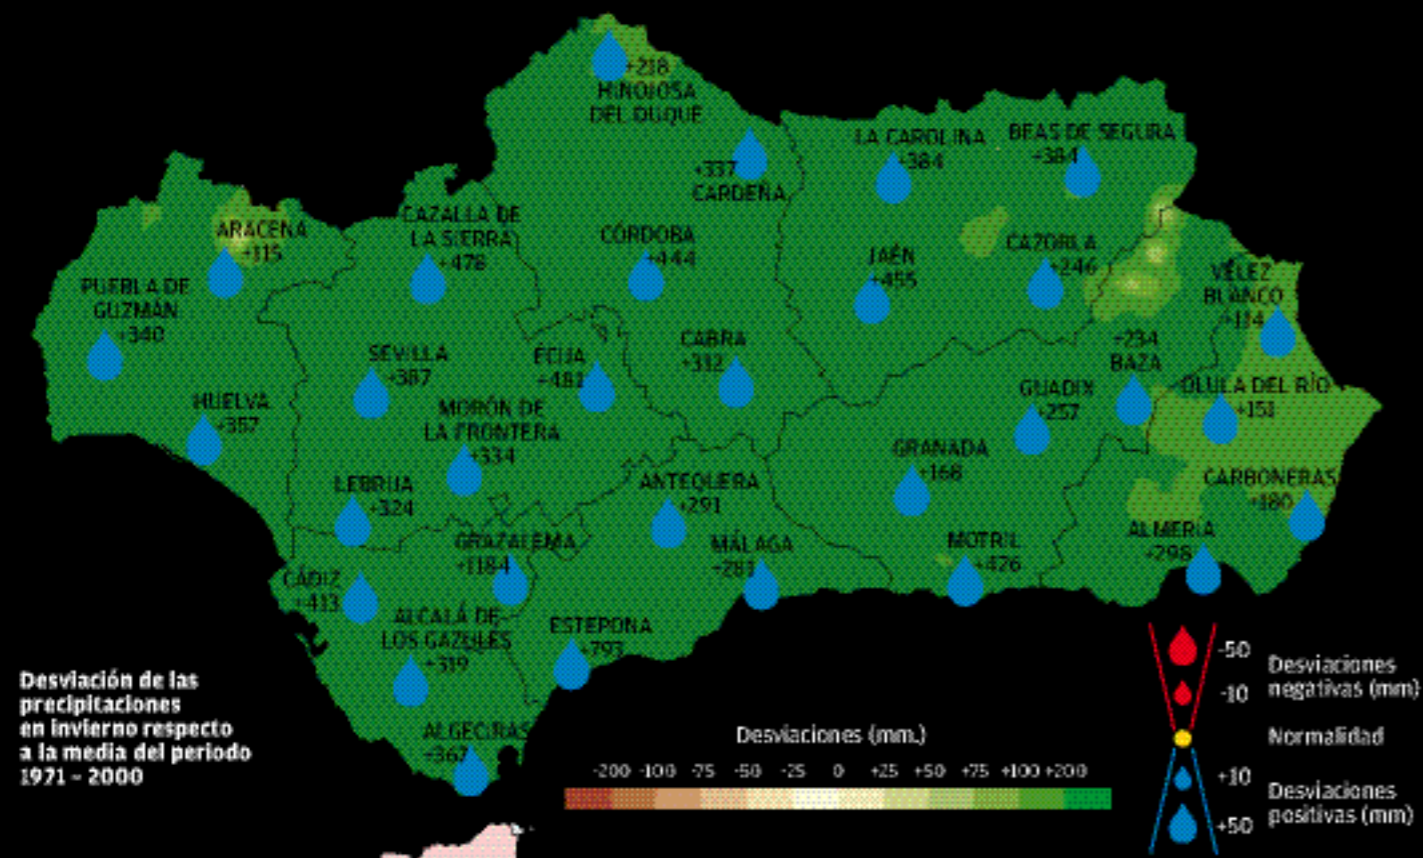 +218
HINOJOSA
DEL DUQUE
+337
CARDEÑA
LA CAROLINA
+384
BEAS DE SEGURA
+384
ARACENA
+115
CAZALLA DE
LA SIERRA
+478
CÓRDOBA
+444
JAÉN
+455
CAZORLA
+246
VÉLEZ
BLANCO
+114
PUEBLA DE
GUZMÁN
+340
SEVILLA
+387
ECIJA
+481
CABRA
+312
+234
BAZA
GUADIX
+257
OLULA DEL RÍO
+151
HUELVA
+357
MORÓN DE
LA FRONTERA
+334
GRANADA
+168
CARBONERAS
+180
LEBRIJA
+324
ANTEQUERA
+291
GRAZALEMA
+1184
MÁLAGA
+281
MOTRIL
+426
ALMERÍA
+298
CÁDIZ
+413
ALCALÁ DE
LOS GAZULES
+319
ESTEPONA
+793
ALGECIRAS
+367
Desviación de las
precipitaciones
en invierno respecto
a la media del periodo
1971 - 2000
Desviaciones (mm.)
-200 -100 -75 -50 -25 0 +25 +50 +75 +100 +200
-50
-10
Desviaciones
negativas (mm)
Normalidad
+10
+50
Desviaciones
positivas (mm)